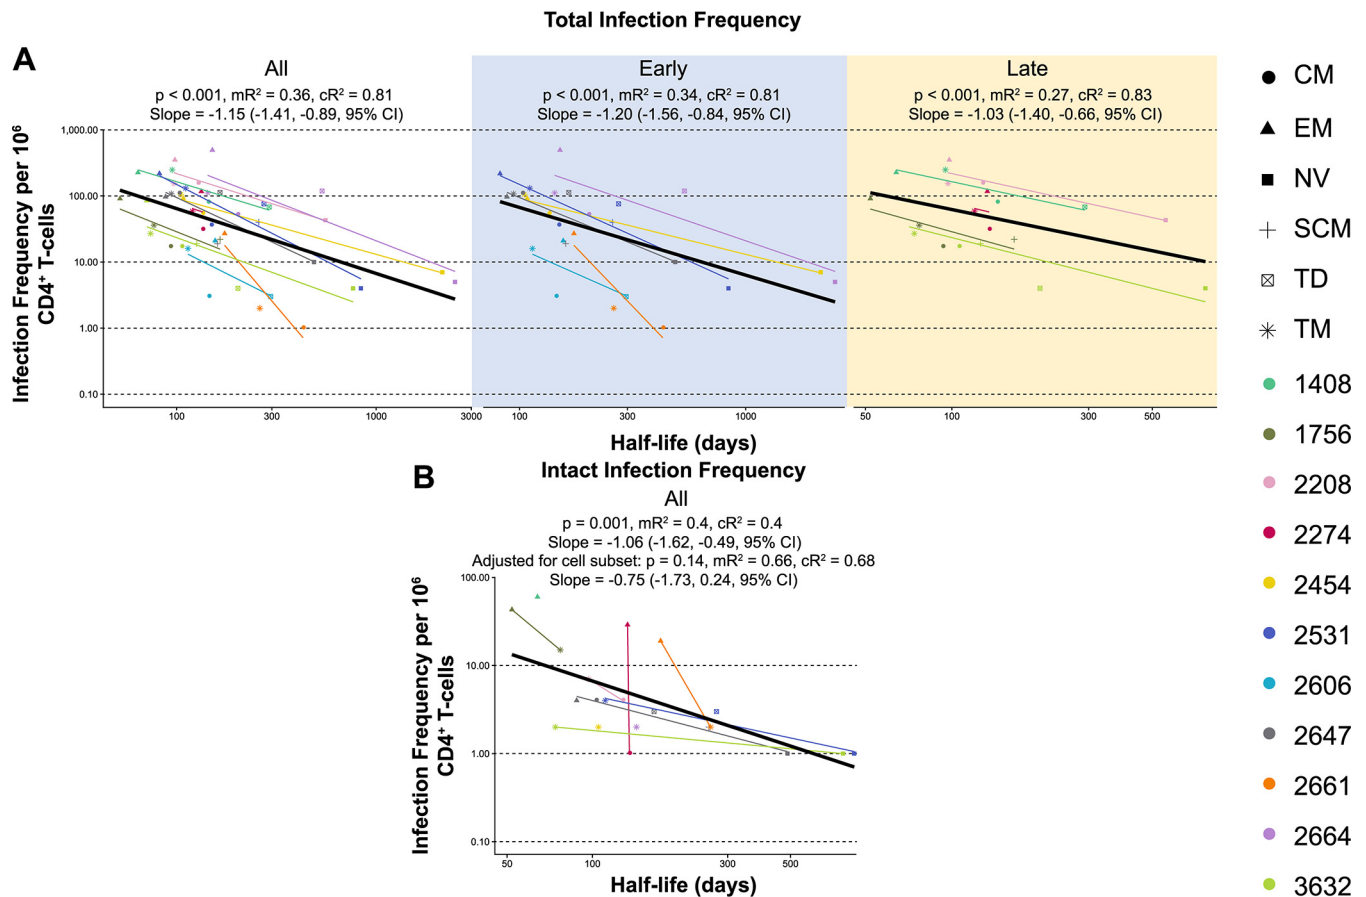 Total Infection Frequency
A
All
p < 0.001, mR² = 0.36, cR² = 0.81
Slope = -1.15 (-1.41, -0.89, 95% CI)
Early
p < 0.001, mR² = 0.34, cR² = 0.81
Slope = -1.20 (-1.56, -0.84, 95% CI)
Late
p < 0.001, mR² = 0.27, cR² = 0.83
Slope = -1.03 (-1.40, -0.66, 95% CI)
Infection Frequency per 10⁶
CD4⁺ T-cells
1,000.00
100.00
10.00
1.00
0.10
100 300 1000 3000
100 300 1000
50 100 300 500
Half-life (days)
B
Intact Infection Frequency
All
p = 0.001, mR² = 0.4, cR² = 0.4
Slope = -1.06 (-1.62, -0.49, 95% CI)
Adjusted for cell subset: p = 0.14, mR² = 0.66, cR² = 0.68
Slope = -0.75 (-1.73, 0.24, 95% CI)
Infection Frequency per 10⁶
CD4⁺ T-cells
100.00
10.00
1.00
0.10
50 100 300 500
Half-life (days)
CM
EM
NV
SCM
TD
TM
1408
1756
2208
2274
2454
2531
2606
2647
2661
2664
3632